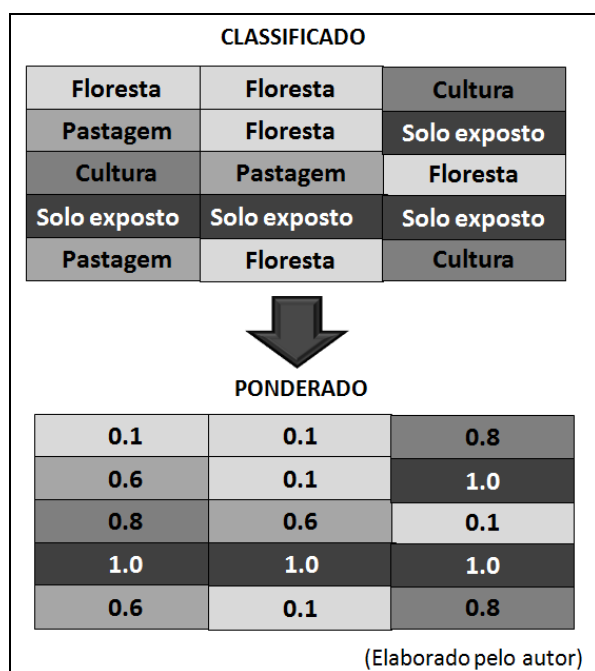 CLASSIFICADO
Floresta Floresta Cultura
Pastagem Floresta Solo exposto
Cultura Pastagem Floresta
Solo exposto Solo exposto Solo exposto
Pastagem Floresta Cultura
PONDERADO
0.1 0.1 0.8
0.6 0.1 1.0
0.8 0.6 0.1
1.0 1.0 1.0
0.6 0.1 0.8
(Elaborado pelo autor)